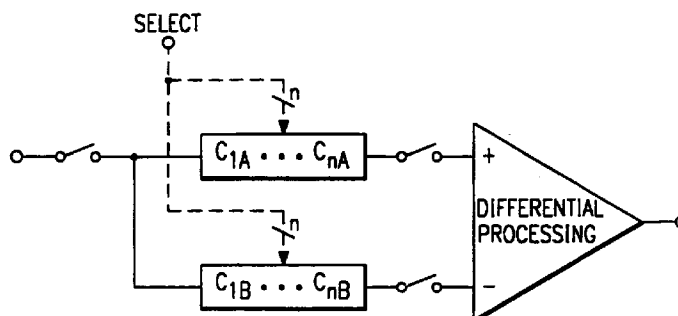 SELECT
n
C1A • • • CnA
+
DIFFERENTIAL
PROCESSING
n
C1B • • • CnB
−